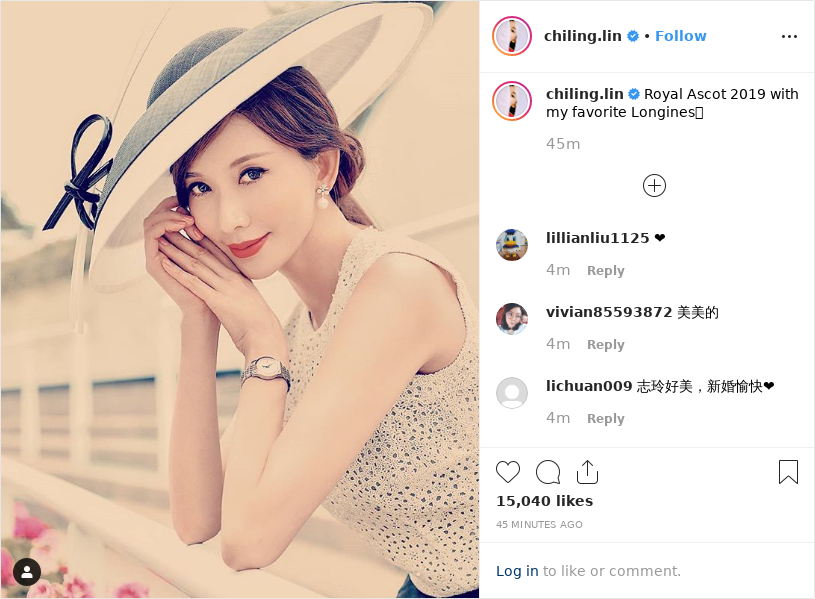 chiling.lin • Follow
chiling.lin Royal Ascot 2019 with
my favorite Longines
45m
lillianliu1125 ❤
4m Reply
vivian85593872 美美的
4m Reply
lichuan009 志玲好美，新婚愉快❤
4m Reply
15,040 likes
45 MINUTES AGO
Log in to like or comment.